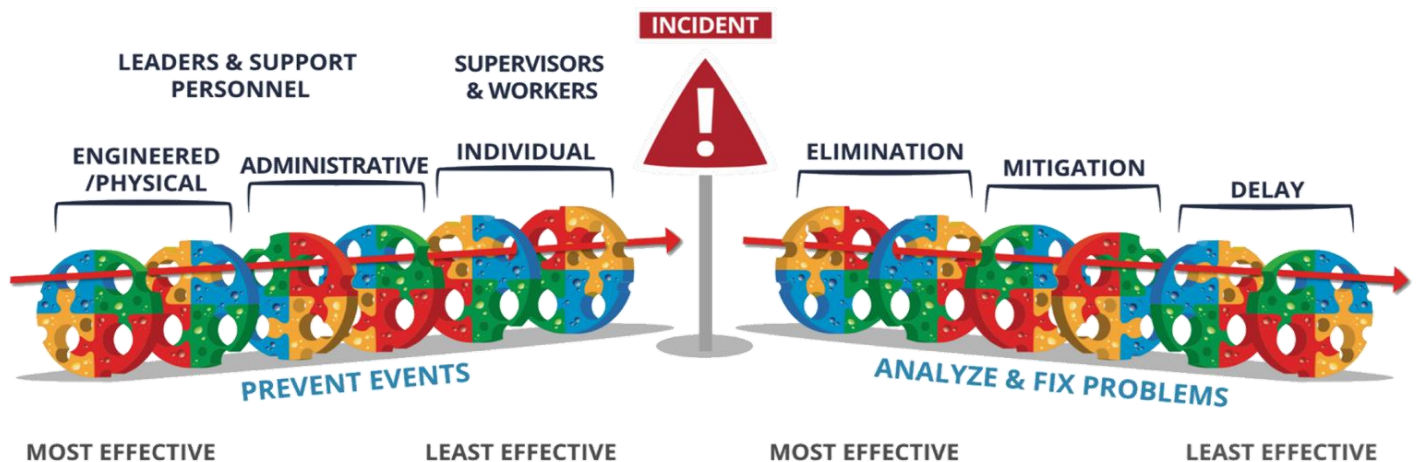 INCIDENT
LEADERS & SUPPORT
PERSONNEL
SUPERVISORS
& WORKERS
ENGINEERED
/PHYSICAL
ADMINISTRATIVE
INDIVIDUAL
!
ELIMINATION
MITIGATION
DELAY
PREVENT EVENTS
ANALYZE & FIX PROBLEMS
MOST EFFECTIVE
LEAST EFFECTIVE
MOST EFFECTIVE
LEAST EFFECTIVE